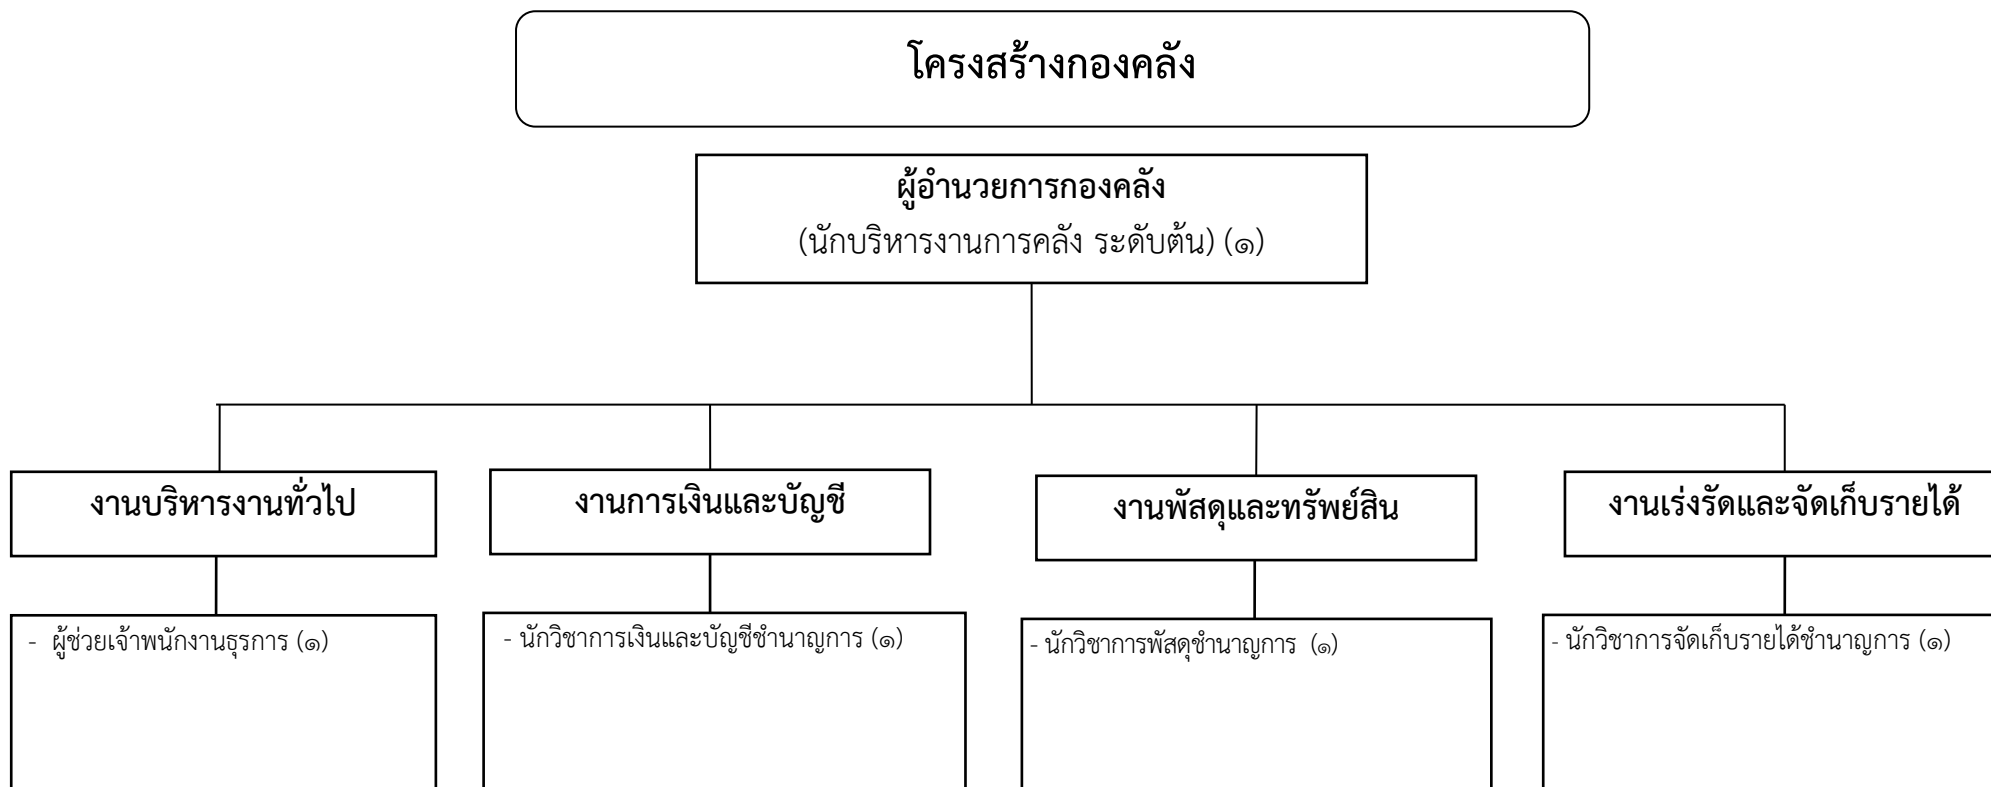 โครงสร้างกองคลัง
ผู้อำนวยการกองคลัง
(นักบริหารงานการคลัง ระดับต้น) (๑)
งานบริหารงานทั่วไป
งานการเงินและบัญชี
งานพัสดุและทรัพย์สิน
งานเร่งรัดและจัดเก็บรายได้
- ผู้ช่วยเจ้าพนักงานธุรการ (๑)
- นักวิชาการเงินและบัญชีชำนาญการ (๑)
- นักวิชาการพัสดุชำนาญการ (๑)
- นักวิชาการจัดเก็บรายได้ชำนาญการ (๑)